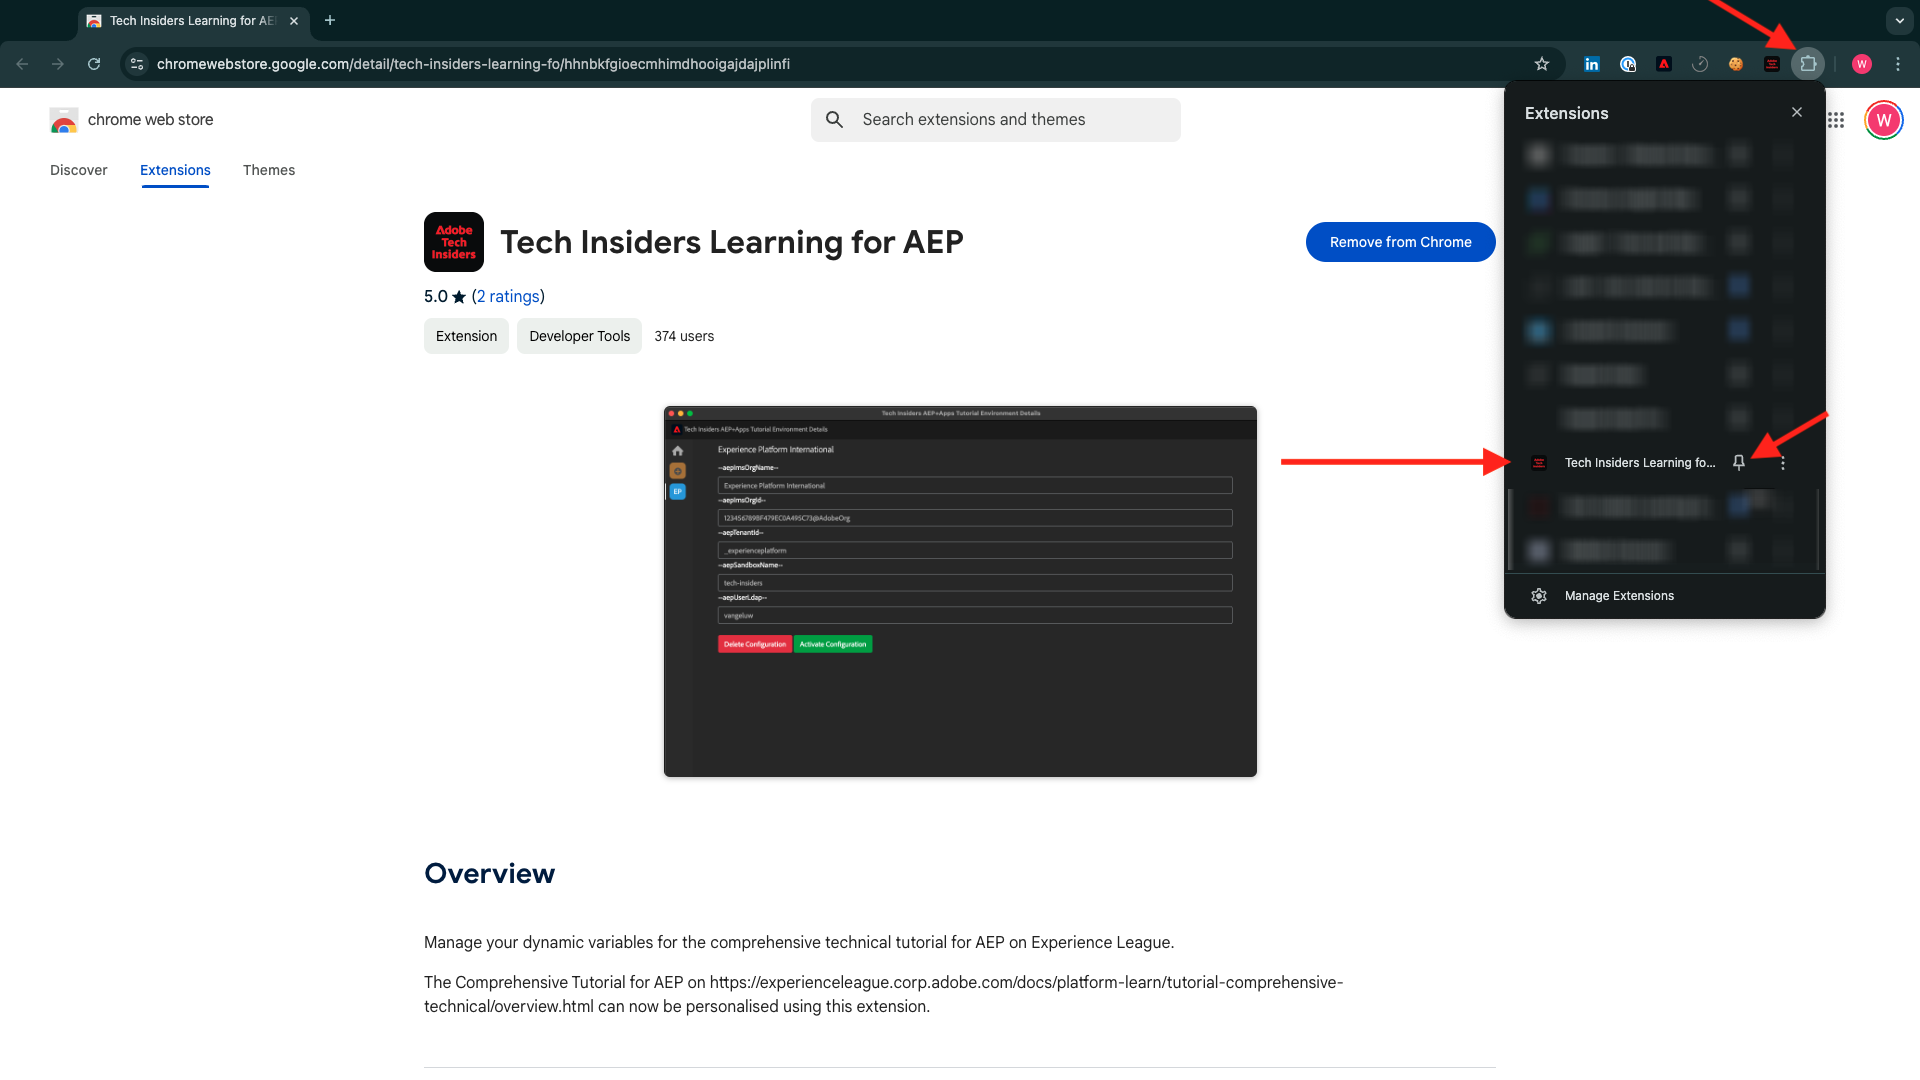 Tech Insiders Learning for AE
chromewebstore.google.com/detail/tech-insiders-learning-fo/hhnbkfgioecmhimdhooigajdajplinfi
in
W
chrome web store
Search extensions and themes
W
Discover
Extensions
Themes
Adobe
Tech
Insiders
Tech Insiders Learning for AEP
Remove from Chrome
5.0 ★ (2 ratings)
Extension
Developer Tools
374 users
Tech Insiders AEP+Apps Tutorial Environment Details
Tech Insiders AEP+Apps Tutorial Environment Details
Experience Platform International
--aepImsOrgName--
Experience Platform International
--aepImsOrgId--
EP
--aepTenantId--
_experienceplatform
--aepSandboxName--
tech-insiders
--aepUserLdap--
vangeluw
Delete Configuration
Activate Configuration
Extensions
Tech Insiders Learning fo...
Manage Extensions
Overview
Manage your dynamic variables for the comprehensive technical tutorial for AEP on Experience League.
The Comprehensive Tutorial for AEP on https://experienceleague.corp.adobe.com/docs/platform-learn/tutorial-comprehensive-
technical/overview.html can now be personalised using this extension.